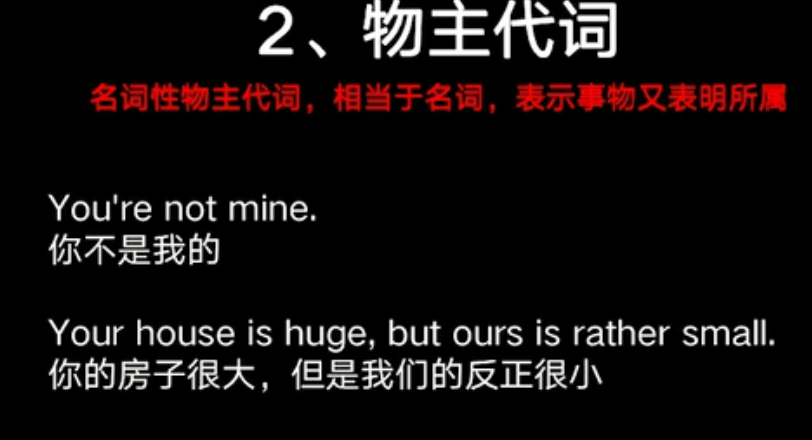 2、物主代词
名词性物主代词，相当于名词，表示事物又表明所属
You're not mine.
你不是我的
Your house is huge, but ours is rather small.
你的房子很大，但是我们的反正很小